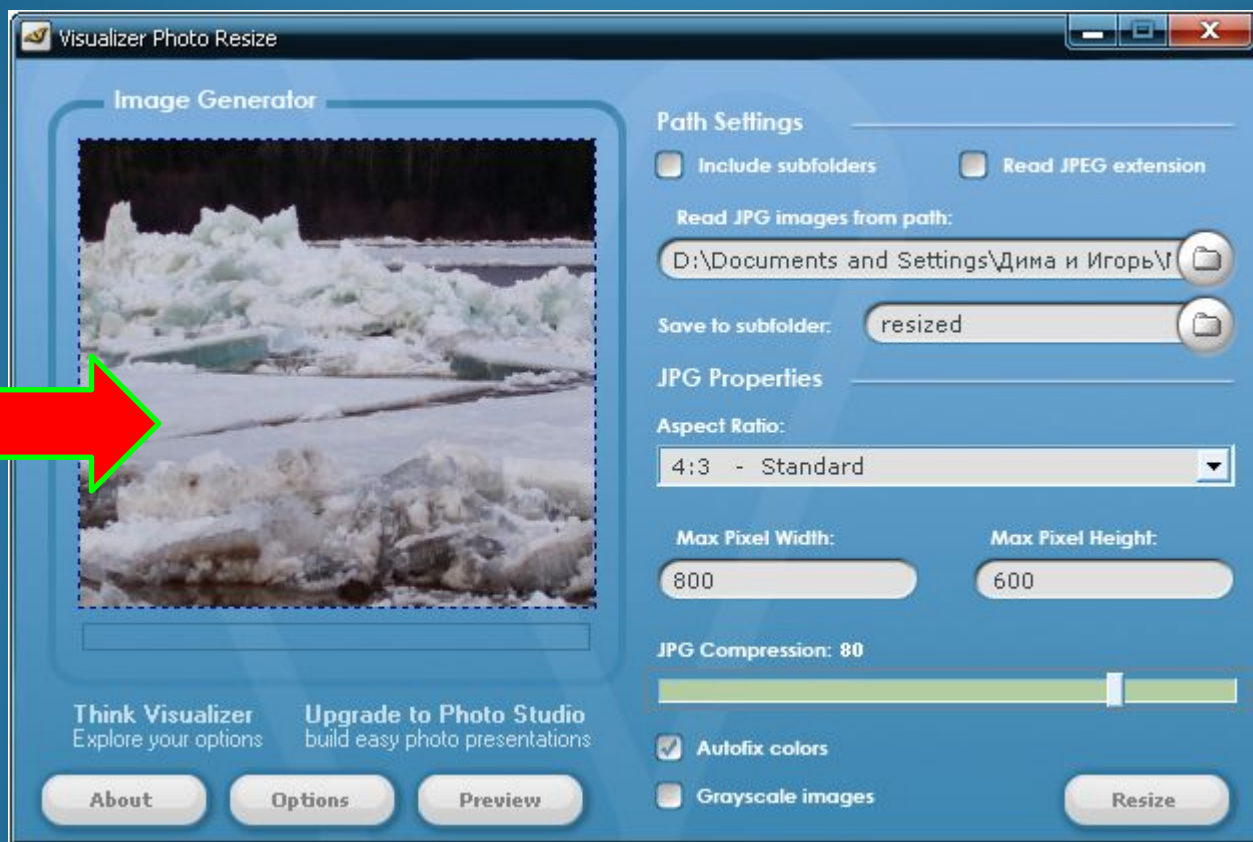 Visualizer Photo Resize
Image Generator
Think Visualizer
Explore your options
Upgrade to Photo Studio
build easy photo presentations
About
Options
Preview
Path Settings
Include subfolders
Read JPEG extension
Read JPG images from path:
D:\Documents and Settings\Дима и Игорь\
Save to subfolder:
resized
JPG Properties
Aspect Ratio:
4:3 - Standard
Max Pixel Width:
Max Pixel Height:
800
600
JPG Compression: 80
Autofix colors
Grayscale images
Resize